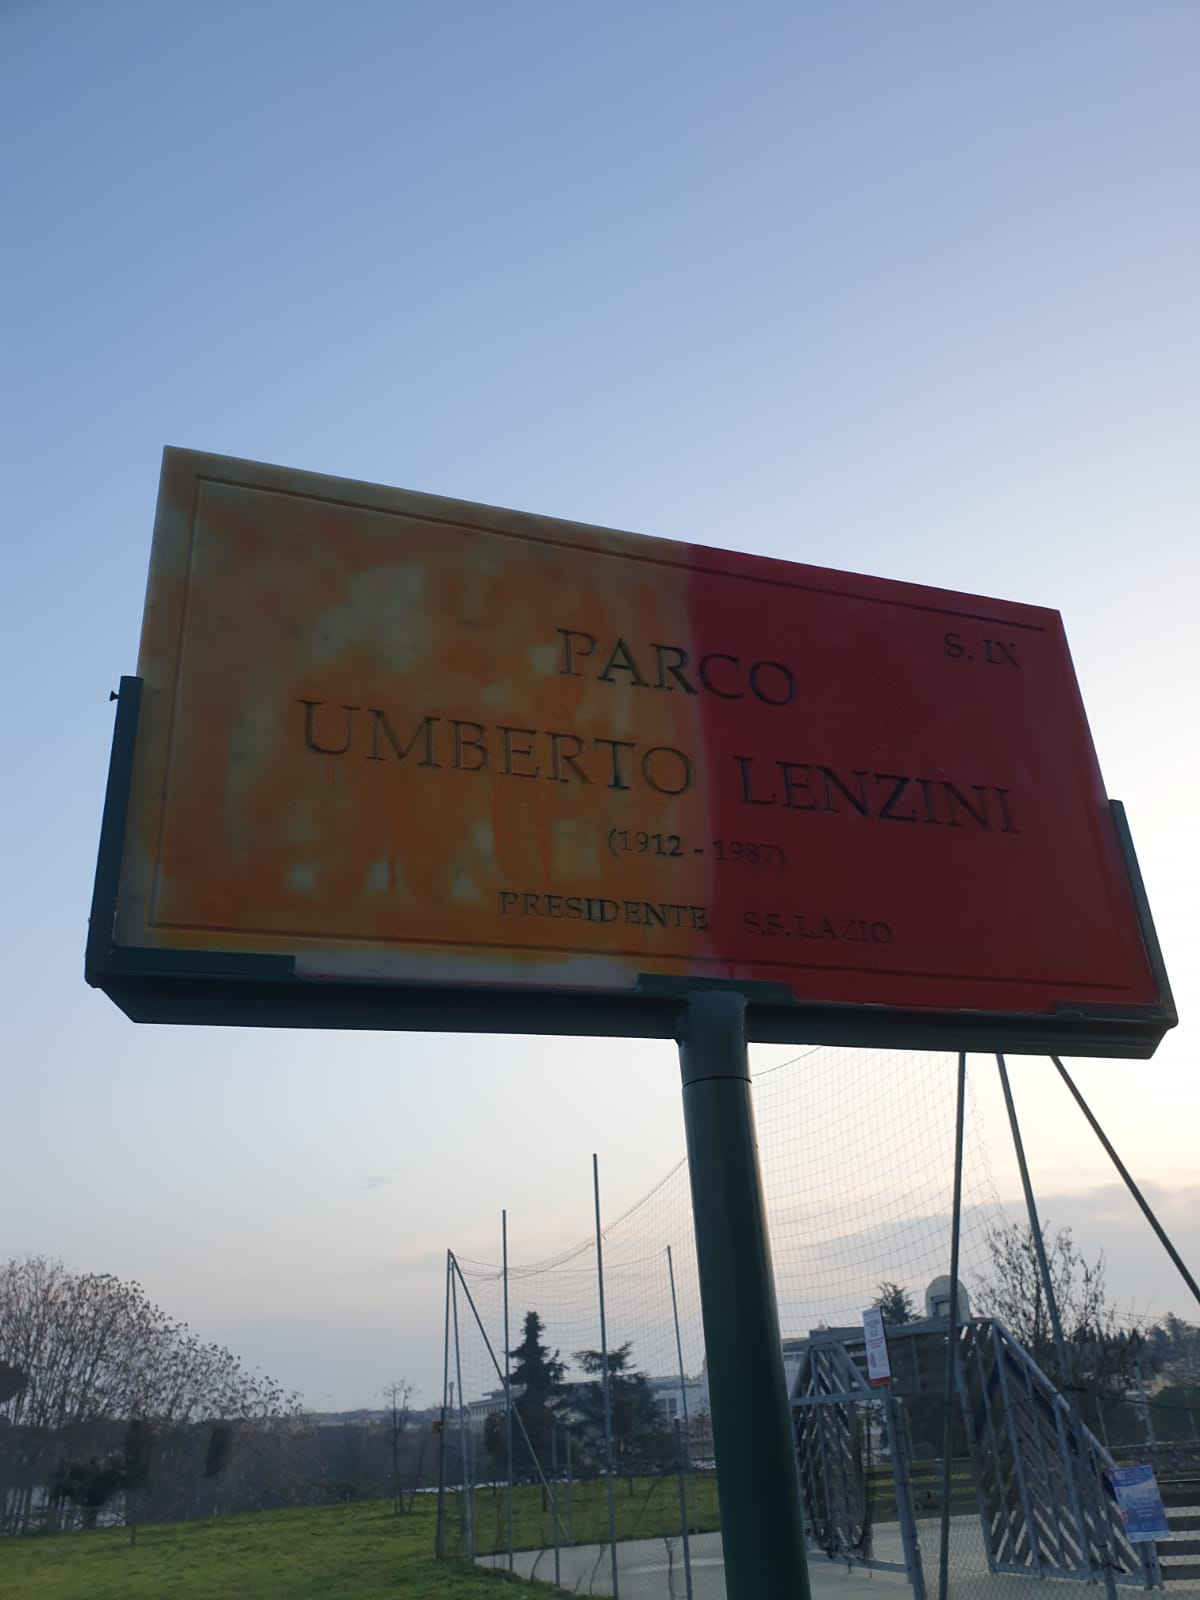 S. IX
PARCO
UMBERTO LENZINI
(1912 - 1987)
PRESIDENTE S.S. LAZIO